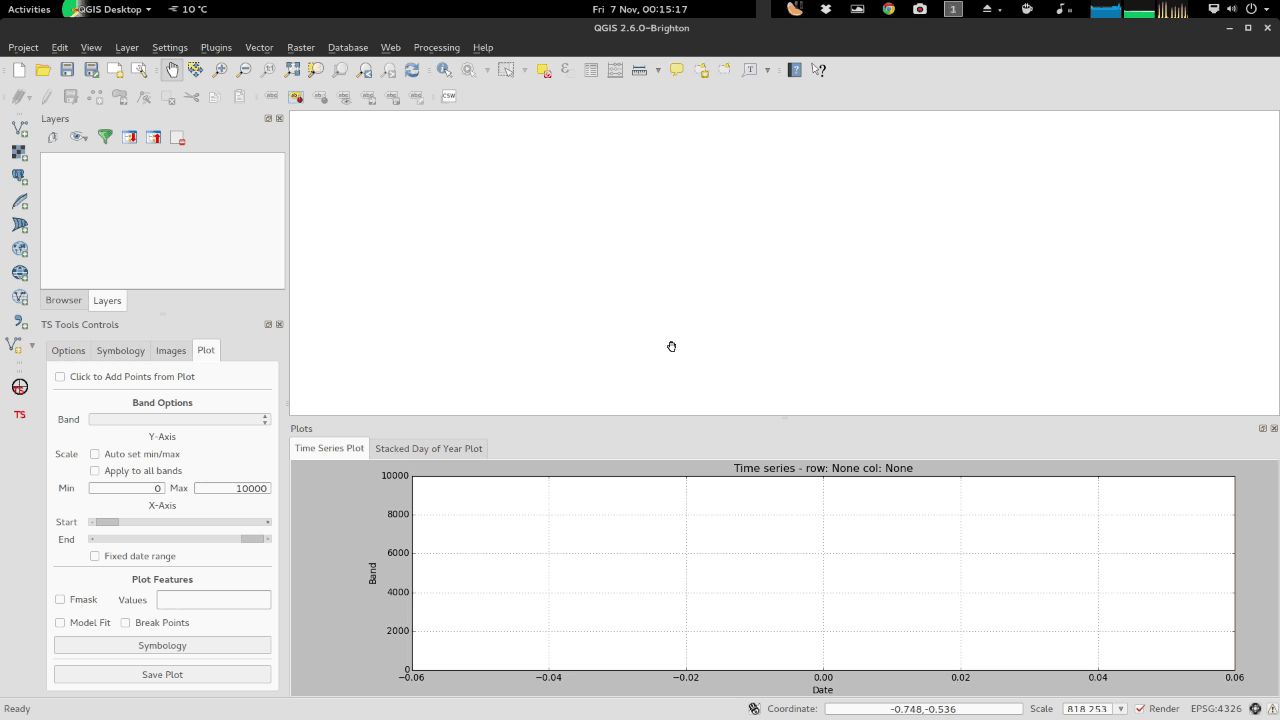 Activities QGIS Desktop 10 °C Fri 7 Nov, 00:15:17 1
QGIS 2.6.0-Brighton
Project Edit View Layer Settings Plugins Vector Raster Database Web Processing Help
CSW
Layers
Browser Layers
TS Tools Controls
Options Symbology Images Plot
Click to Add Points from Plot
Band Options
Band
Y-Axis
Scale Auto set min/max
Apply to all bands
Min 0 Max 10000
X-Axis
Start
End
Fixed date range
Plot Features
Fmask Values
Model Fit Break Points
Symbology
Save Plot
TS
Plots
Time Series Plot Stacked Day of Year Plot
Time series - row: None col: None
10000
8000
6000
4000
2000
0
Band
−0.06 −0.04 −0.02 0.00 0.02 0.04 0.06
Date
Ready Coordinate: -0.748,-0.536 Scale 818 253 Render EPSG:4326